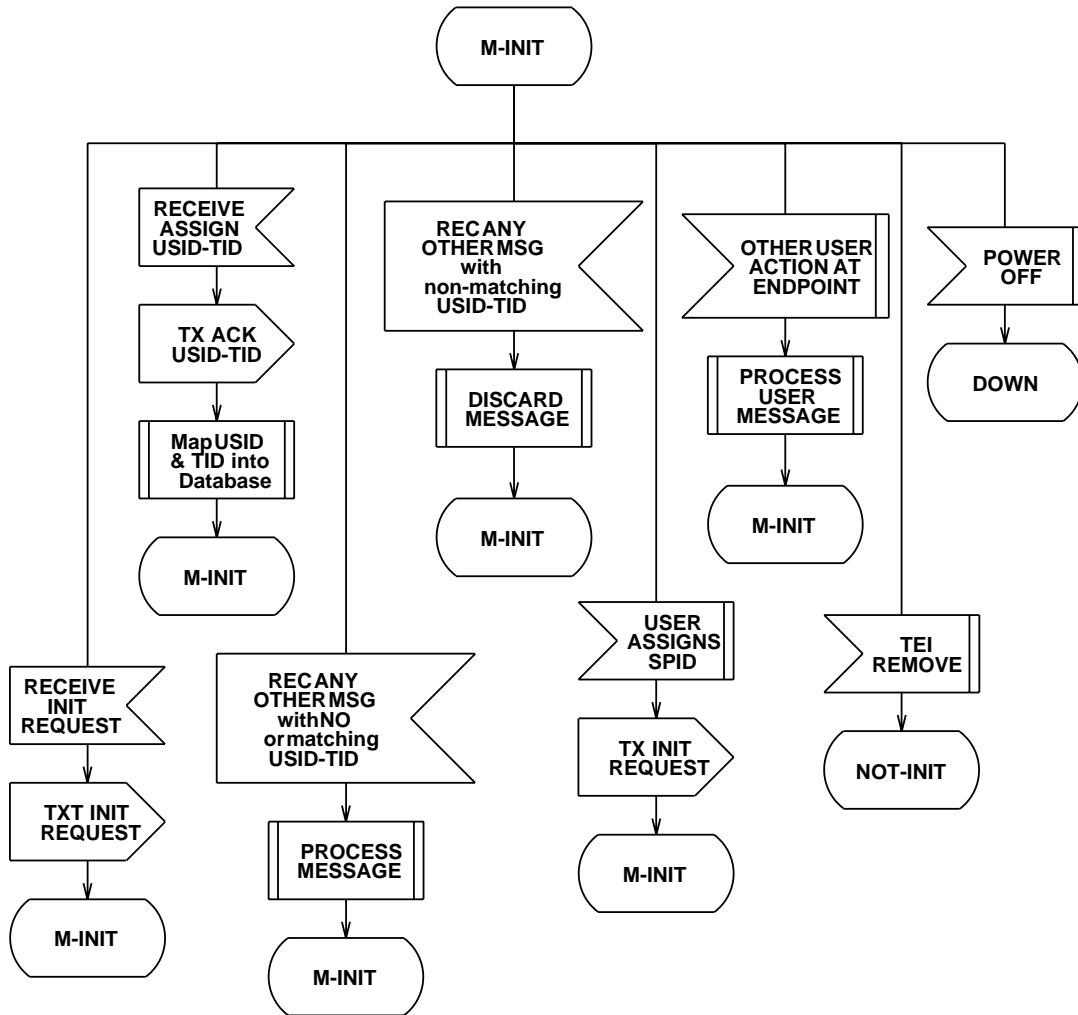 M-INIT
RECEIVE
ASSIGN
USID-TID
TX ACK
USID-TID
Map USID
& TID into
Database
M-INIT
REC ANY
OTHER MSG
with
non-matching
USID-TID
DISCARD
MESSAGE
M-INIT
OTHER USER
ACTION AT
ENDPOINT
PROCESS
USER
MESSAGE
M-INIT
POWER
OFF
DOWN
RECEIVE
INIT
REQUEST
TXT INIT
REQUEST
M-INIT
REC ANY
OTHER MSG
with NO
or matching
USID-TID
PROCESS
MESSAGE
M-INIT
USER
ASSIGNS
SPID
TX INIT
REQUEST
M-INIT
TEI
REMOVE
NOT-INIT